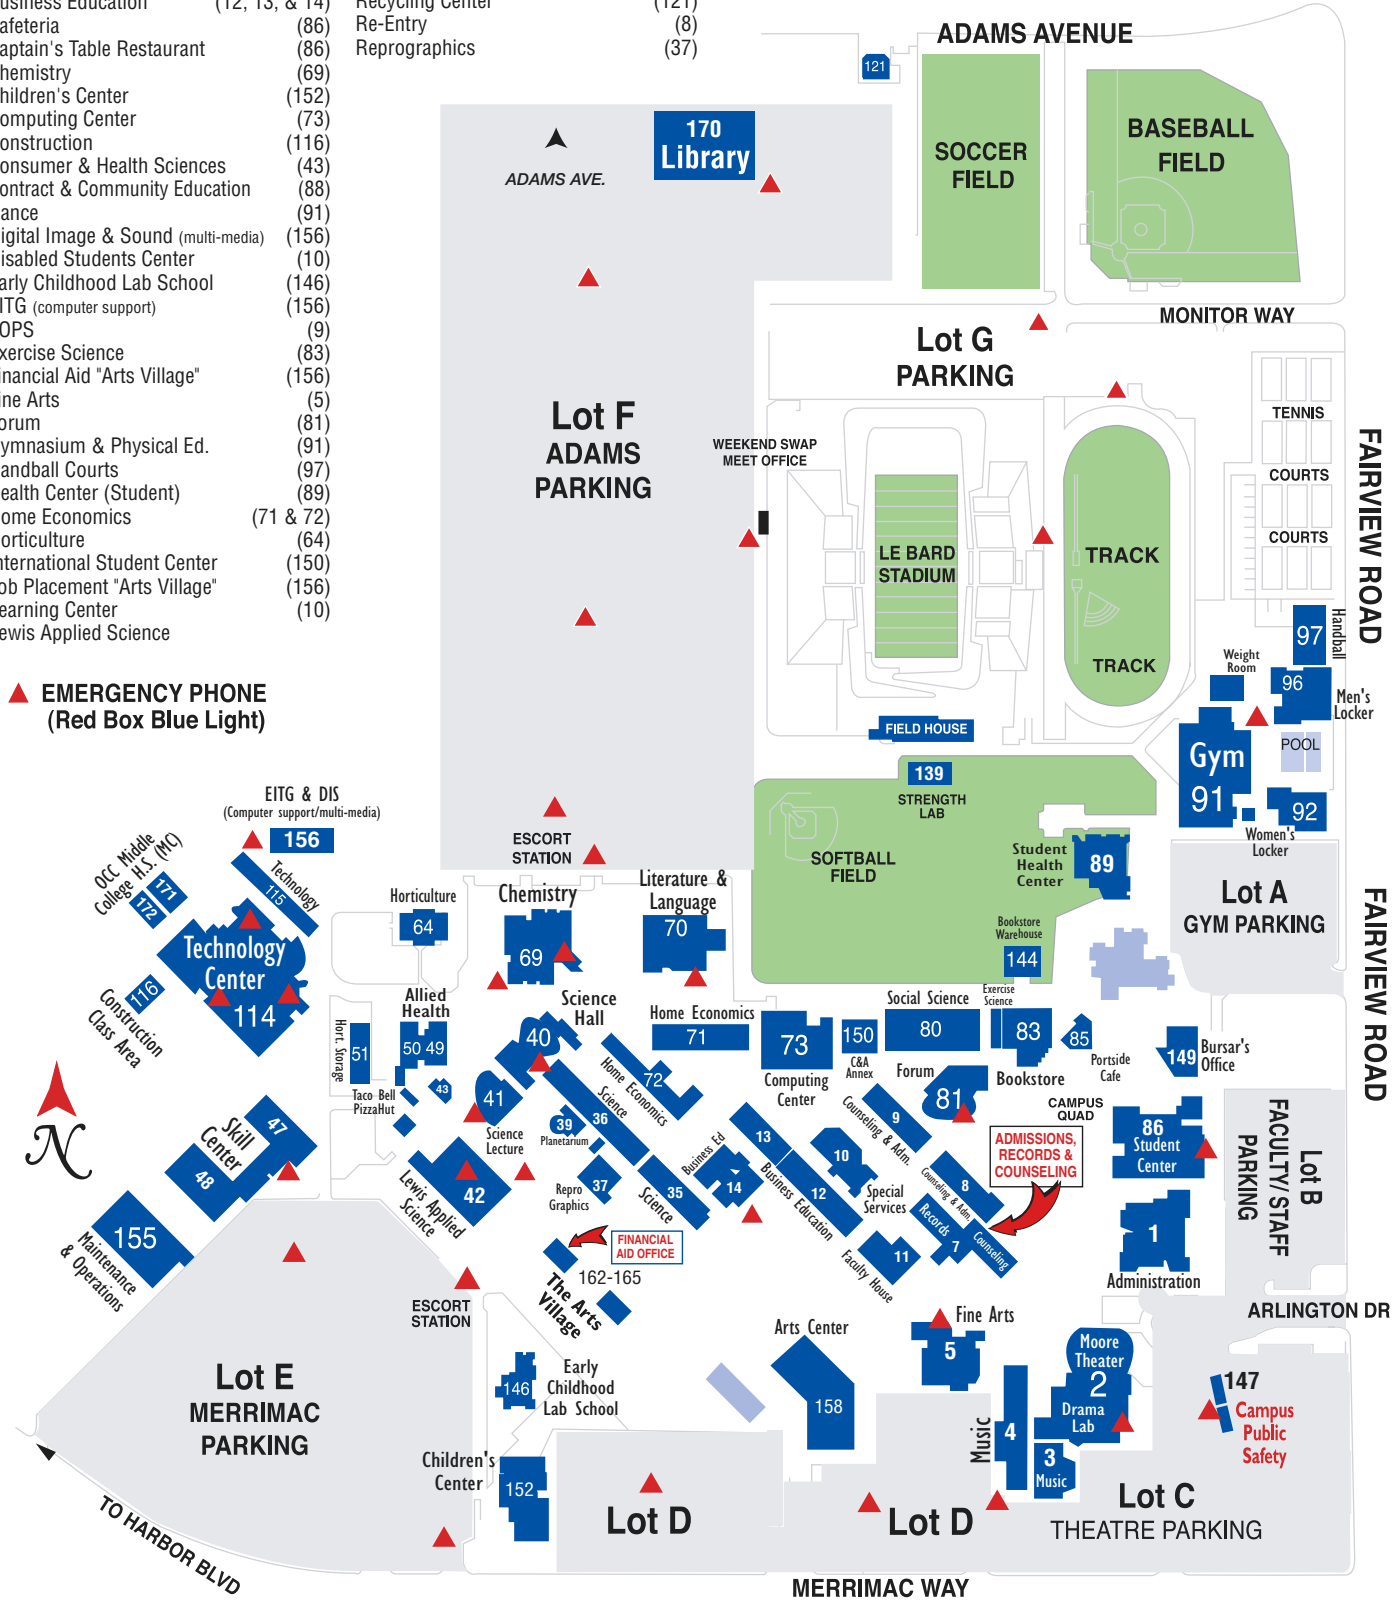 usiness Education (12, 13, & 14)
afeteria (86)
aptain's Table Restaurant (86)
hemistry (69)
hildren's Center (152)
omputing Center (73)
onstruction (116)
onsumer & Health Sciences (43)
ontract & Community Education (88)
ance (91)
igital Image & Sound (multi-media) (156)
isabled Students Center (10)
arly Childhood Lab School (146)
ITG (computer support) (156)
OPS (9)
xercise Science (83)
inancial Aid "Arts Village" (156)
ine Arts (5)
orum (81)
ymnasium & Physical Ed. (91)
andball Courts (97)
ealth Center (Student) (89)
ome Economics (71 & 72)
orticulture (64)
nternational Student Center (150)
ob Placement "Arts Village" (156)
earning Center (10)
ewis Applied Science
Recycling Center (121)
Re-Entry (8)
Reprographics (37)
EMERGENCY PHONE
(Red Box Blue Light)
ADAMS AVENUE
121
170
Library
ADAMS AVE.
SOCCER
FIELD
BASEBALL
FIELD
MONITOR WAY
Lot G
PARKING
Lot F
ADAMS
PARKING
WEEKEND SWAP
MEET OFFICE
LE BARD
STADIUM
TRACK
TRACK
TENNIS
COURTS
COURTS
FAIRVIEW ROAD
97
Handball
Weight
Room
96
Men's
Locker
POOL
Gym
91
92
Women's
Locker
FIELD HOUSE
139
STRENGTH
LAB
SOFTBALL
FIELD
Student
Health
Center
89
Lot A
GYM PARKING
FAIRVIEW ROAD
Bookstore
Warehouse
144
ESCORT
STATION
EITG & DIS
(Computer support/multi-media)
156
OCC Middle
College H.S. (MC)
171
172
Technology
115
Technology
Center
114
116
Construction
Class Area
Horticulture
64
Chemistry
69
Literature &
Language
70
Hort. Storage
51
Allied
Health
50 49
43
Taco Bell
PizzaHut
Science
Hall
40
41
Science
Lecture
Home Economics
71
Home Economics
72
73
Computing
Center
150
C&A
Annex
Social Science
80
Exercise
Science
83
Bookstore
85
Portside
Cafe
149
Bursar's
Office
Forum
81
CAMPUS
QUAD
ADMISSIONS,
RECORDS &
COUNSELING
86
Student
Center
Lot B
FACULTY/ STAFF
PARKING
Science
36
39
Planetarium
37
Repro
Graphics
35
Science
Business Ed
14
13
12
Business Education
10
Special
Services
9
Counseling & Adm.
8
Counseling & Adm.
Records
7
Counseling
11
Faculty House
1
Administration
ARLINGTON DR
N
47
Skill
Center
48
155
Maintenance
& Operations
42
Lewis Applied
Science
FINANCIAL
AID OFFICE
162-165
The Arts
Village
ESCORT
STATION
Lot E
MERRIMAC
PARKING
TO HARBOR BLVD
146
Early
Childhood
Lab School
Children's
Center
152
Arts Center
158
Fine Arts
5
Music
4
3
Music
Moore
Theater
2
Drama
Lab
147
Campus
Public
Safety
Lot D
Lot D
Lot C
THEATRE PARKING
MERRIMAC WAY